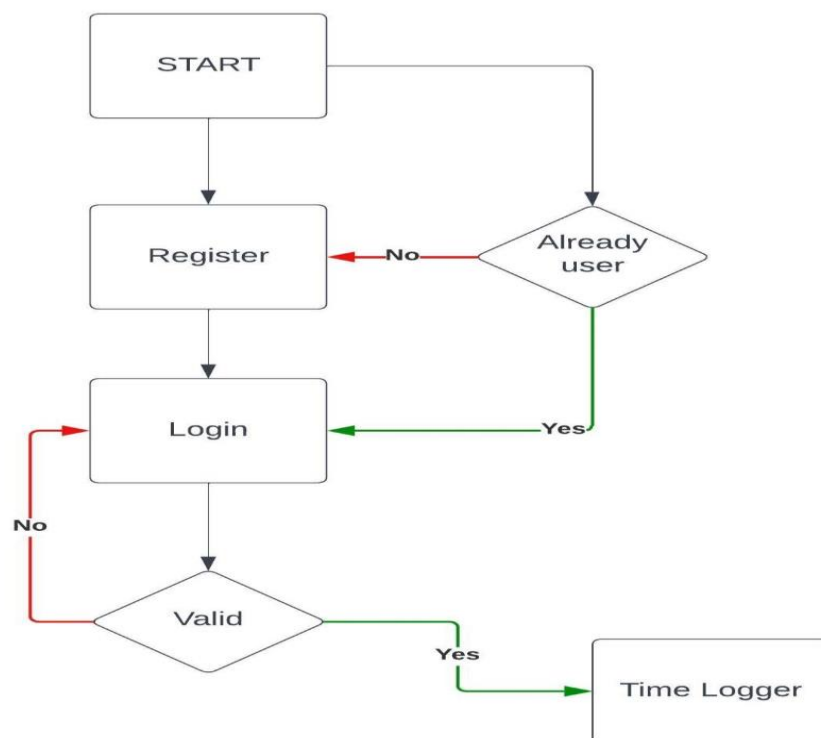 START
Register
No
Already
user
Login
Yes
No
Valid
Yes
Time Logger